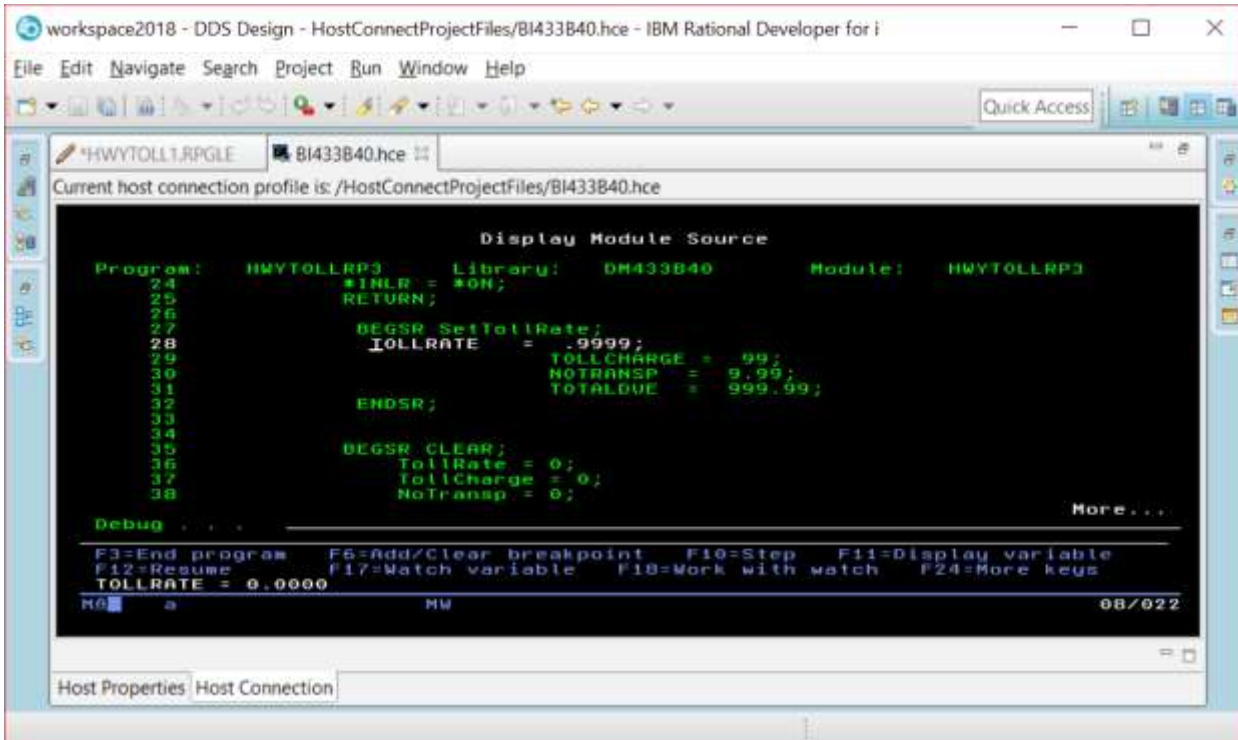 workspace2018 - DDS Design - HostConnectProjectFiles/BI433B40.hce - IBM Rational Developer for i
File Edit Navigate Search Project Run Window Help
Quick Access
*HWYTOLL1.RPGLE BI433B40.hce
Current host connection profile is: /HostConnectProjectFiles/BI433B40.hce
Display Module Source
Program: HWYTOLLRP3 Library: DM433B40 Module: HWYTOLLRP3
24 *INLR = *ON;
25 RETURN;
26
27 BEGSR SetTollRate;
28 TOLLRATE = .9999;
29 TOLLCHARGE = 99;
30 NOTRANSP = 9.99;
31 TOTALDUE = 999.99;
32 ENDSR;
33
34
35 BEGSR CLEAR;
36 TollRate = 0;
37 TollCharge = 0;
38 NoTransp = 0;
More...
Debug . . .
F3=End program F6=Add/Clear breakpoint F10=Step F11=Display variable
F12=Resume F17=Watch variable F18=Work with watch F24=More keys
TOLLRATE = 0.0000
a MW 08/022
Host Properties Host Connection